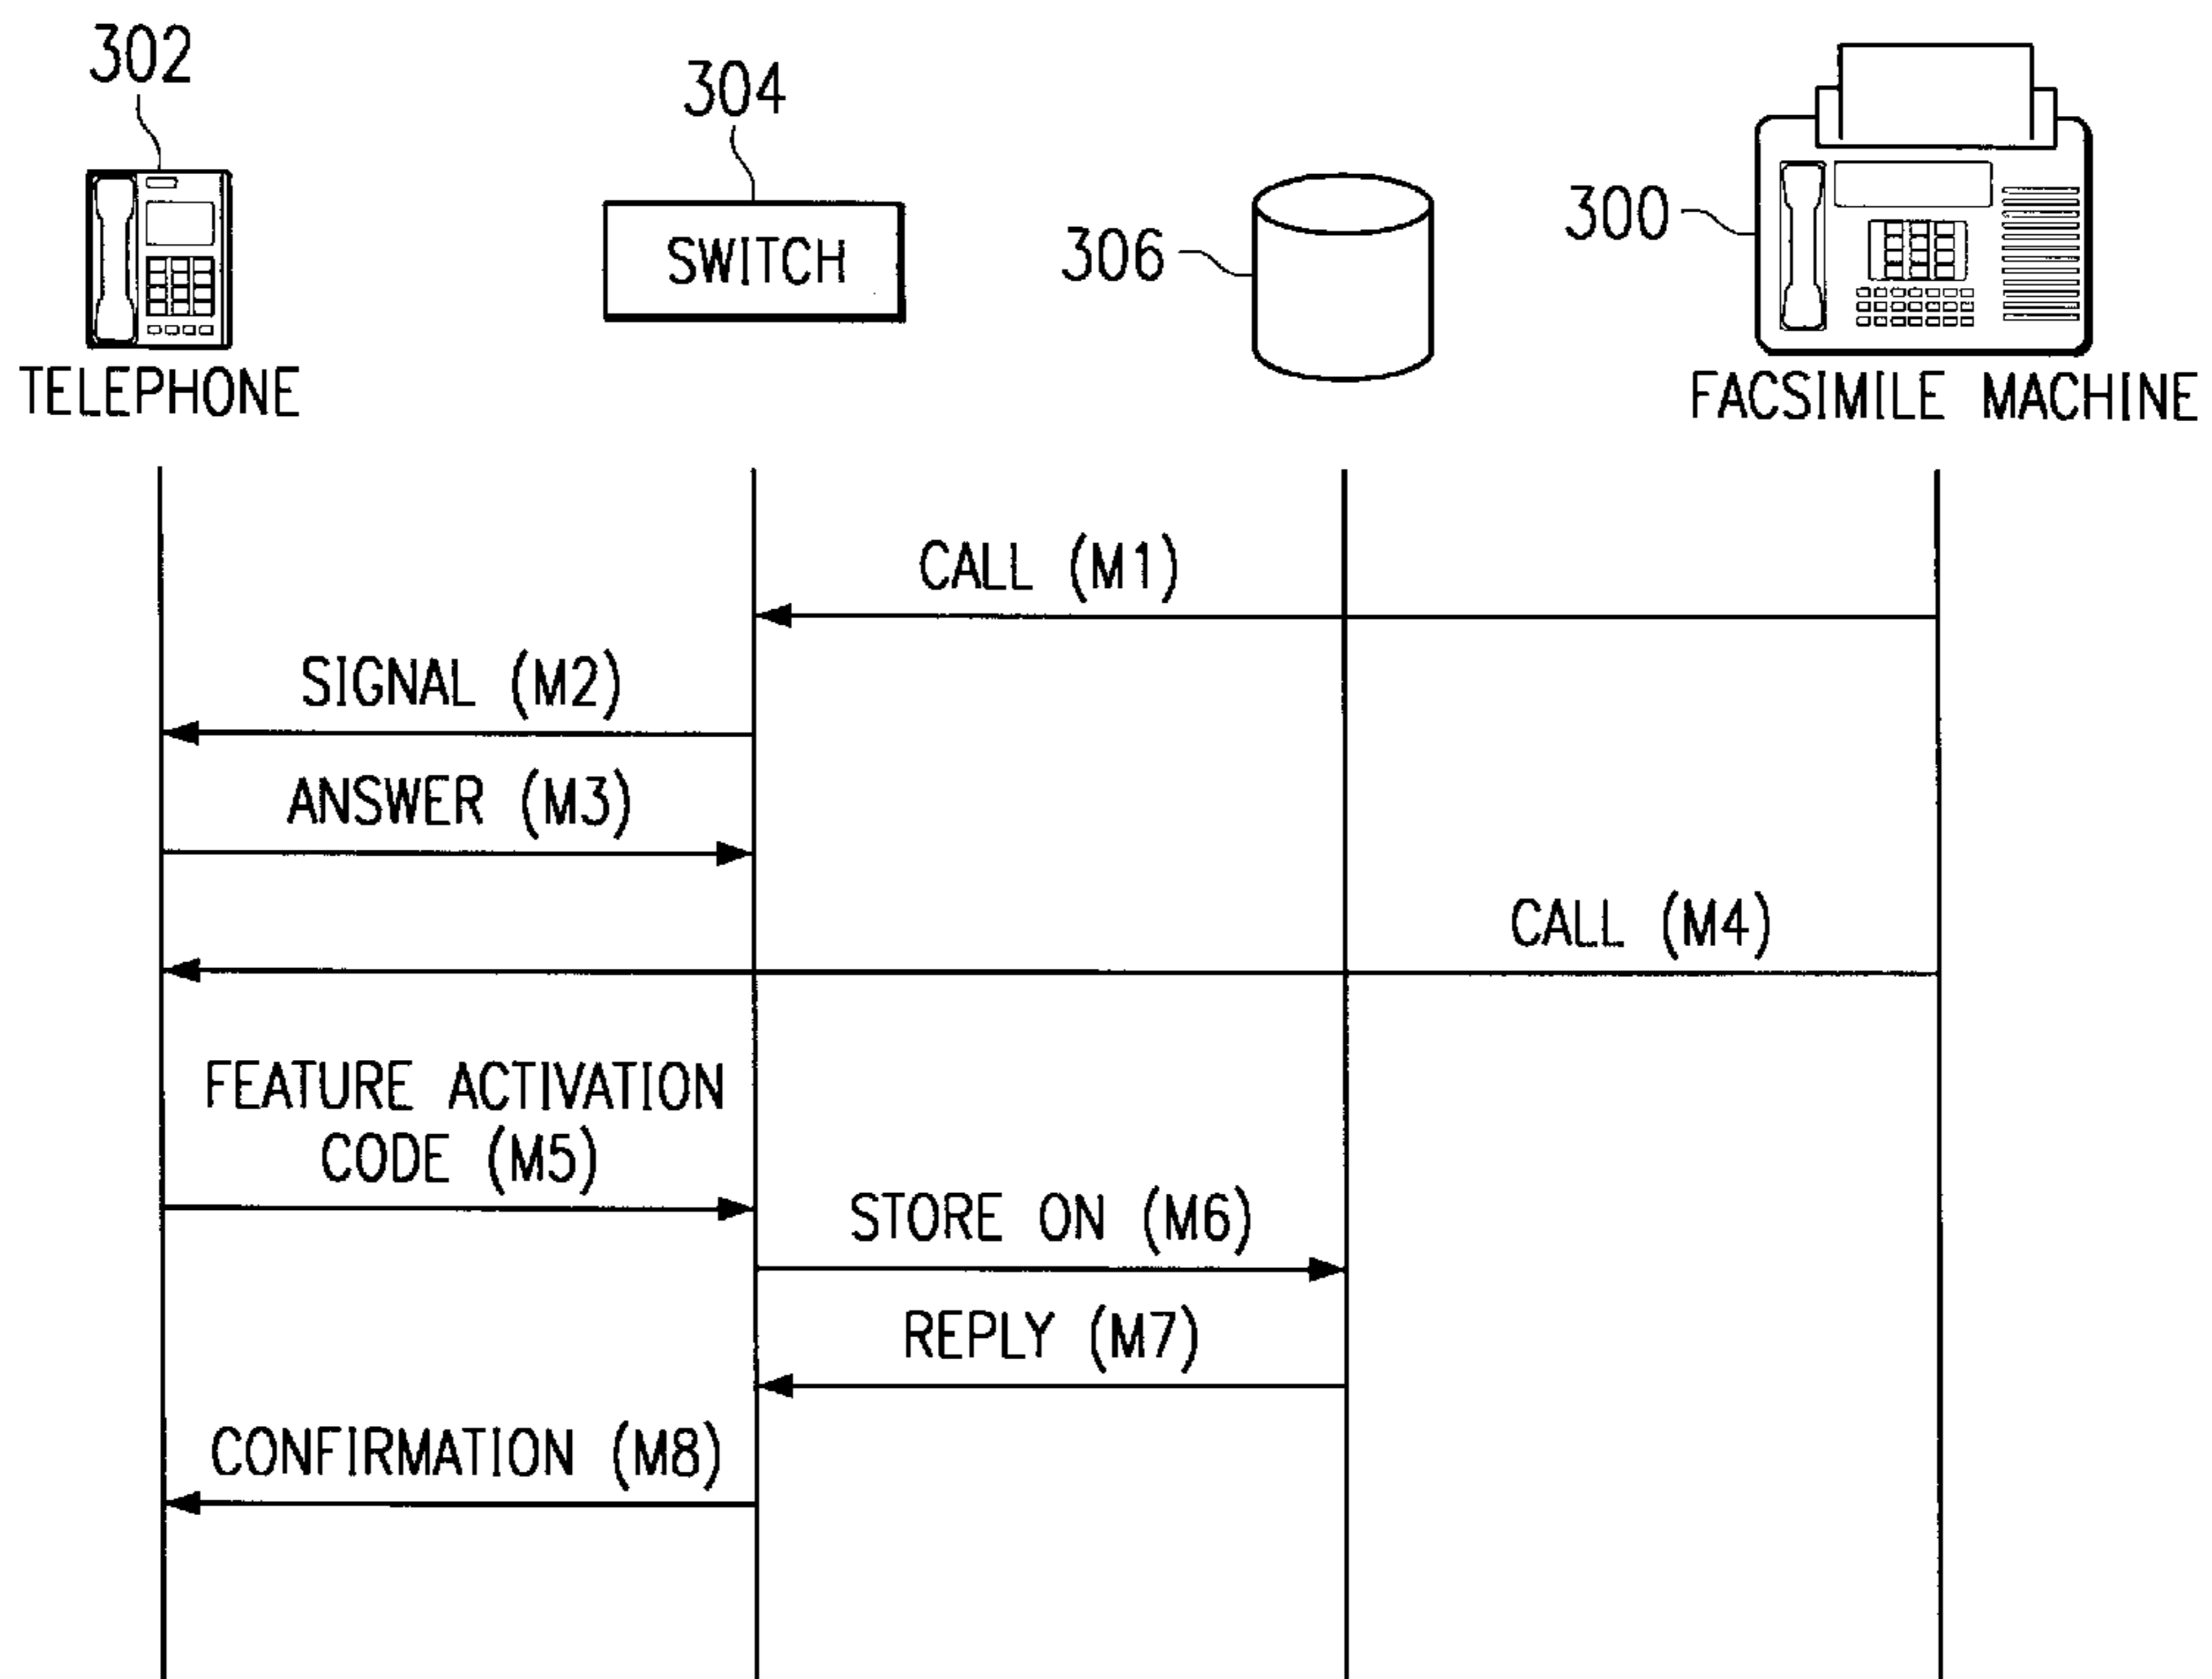 302
304
SWITCH
306
300
TELEPHONE
FACSIMILE MACHINE
CALL (M1)
SIGNAL (M2)
ANSWER (M3)
CALL (M4)
FEATURE ACTIVATION
CODE (M5)
STORE ON (M6)
REPLY (M7)
CONFIRMATION (M8)